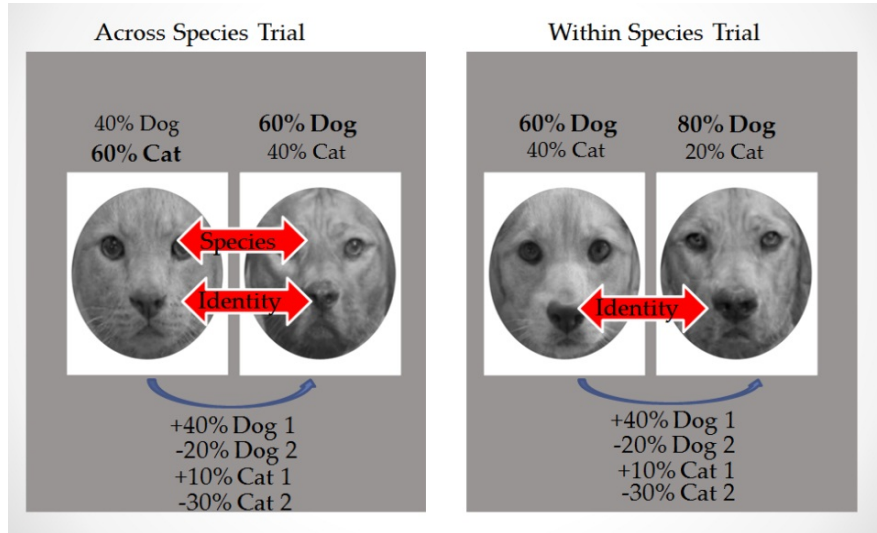 Across Species Trial
40% Dog
60% Cat
60% Dog
40% Cat
Species
Identity
+40% Dog 1
-20% Dog 2
+10% Cat 1
-30% Cat 2
Within Species Trial
60% Dog
40% Cat
80% Dog
20% Cat
Identity
+40% Dog 1
-20% Dog 2
+10% Cat 1
-30% Cat 2